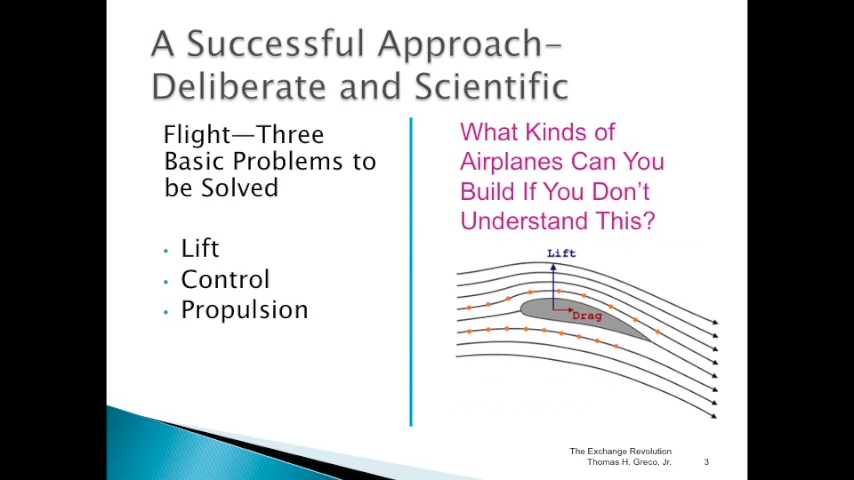 A Successful Approach–
Deliberate and Scientific
Flight—Three
Basic Problems to
be Solved
• Lift
• Control
• Propulsion
What Kinds of
Airplanes Can You
Build If You Don't
Understand This?
Lift
Drag
The Exchange Revolution
Thomas H. Greco, Jr.
3